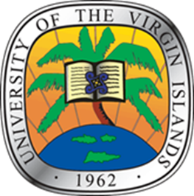 UNIVERSITY OF THE VIRGIN ISLANDS
· 1962 ·